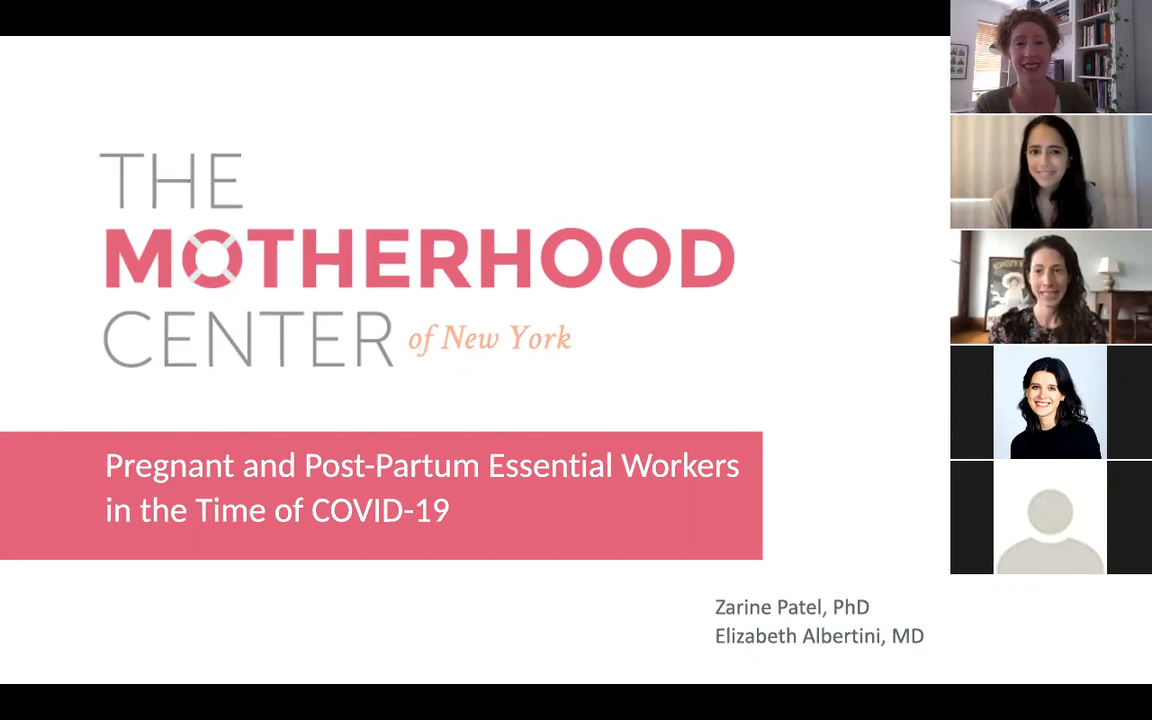 THE
MOTHERHOOD
CENTER of New York
Pregnant and Post-Partum Essential Workers
in the Time of COVID-19
Zarine Patel, PhD
Elizabeth Albertini, MD